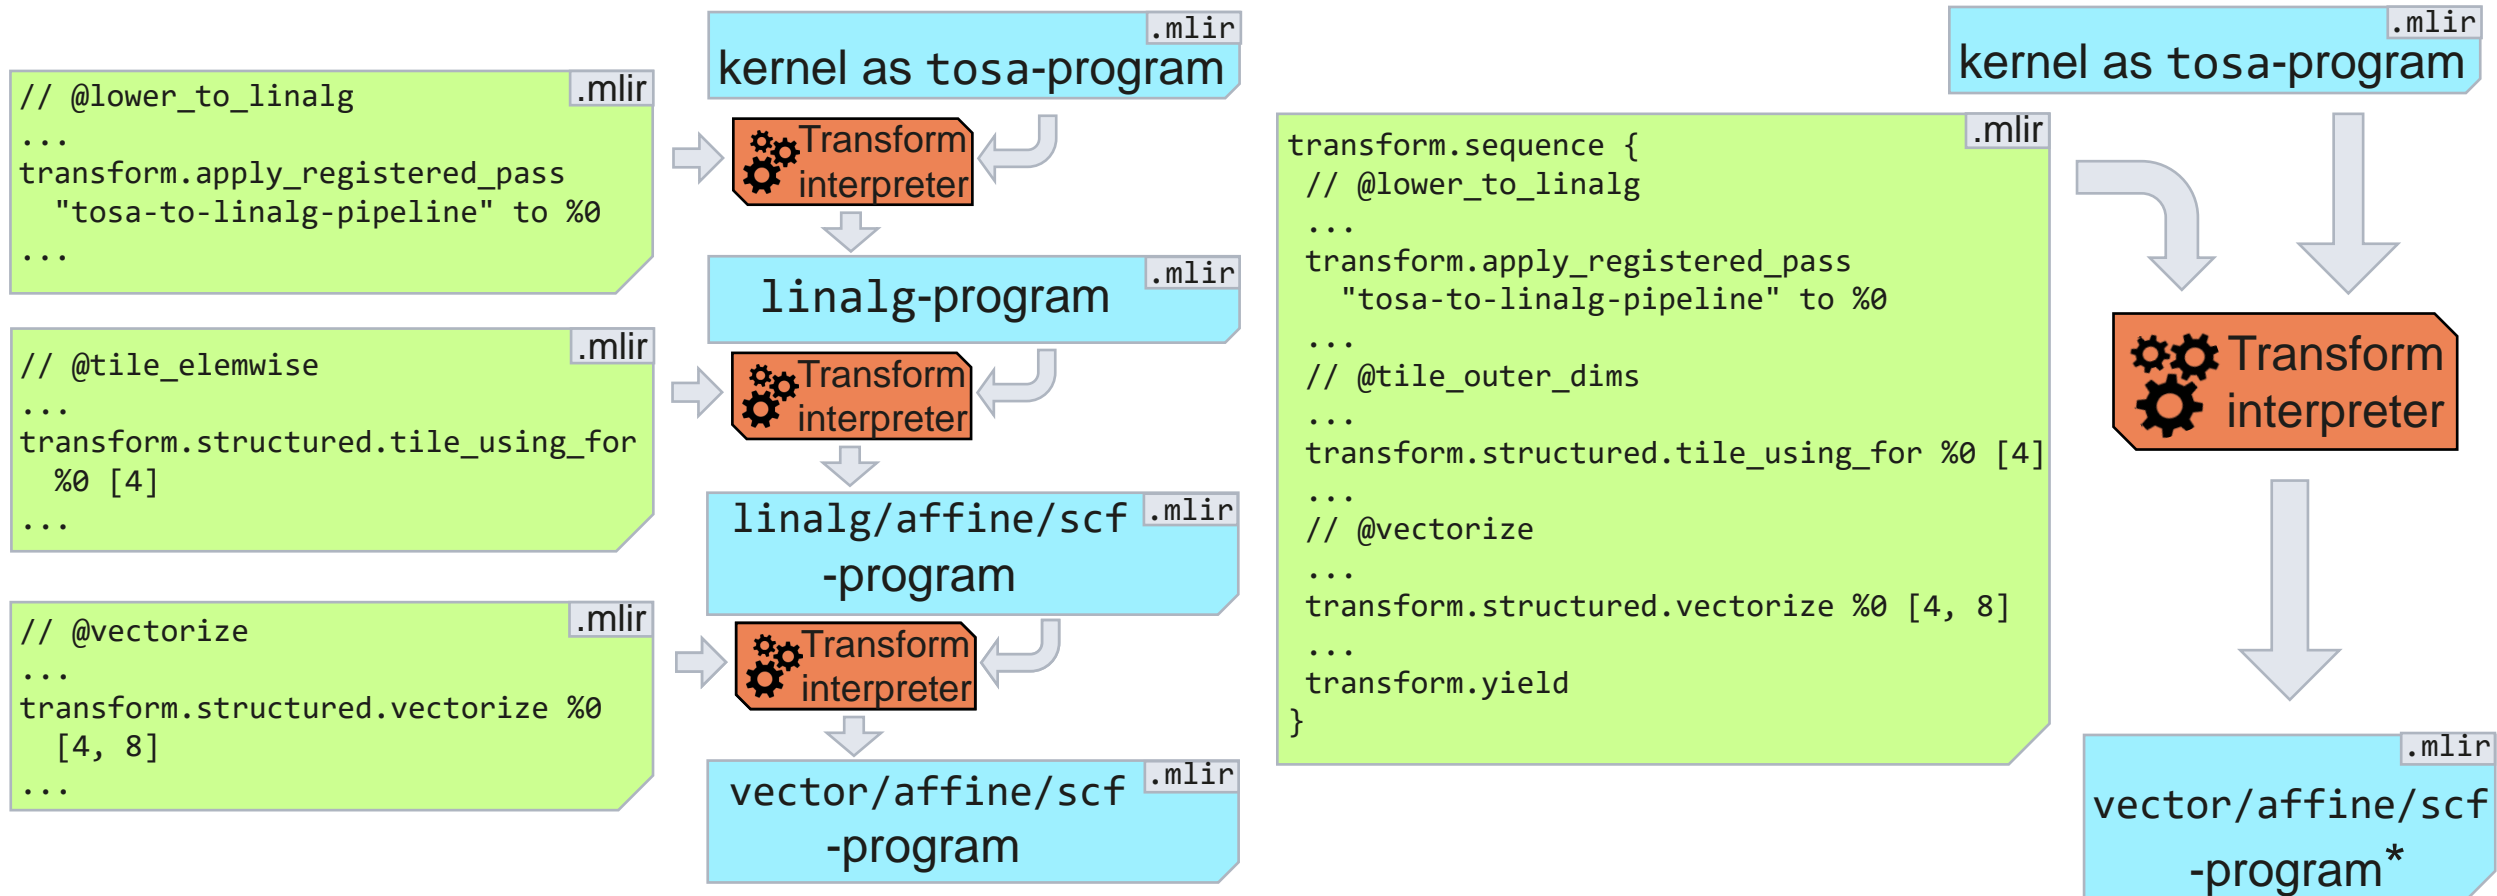 .mlir
// @lower_to_linalg
...
transform.apply_registered_pass
"tosa-to-linalg-pipeline" to %0
...
.mlir
// @tile_elemwise
...
transform.structured.tile_using_for
%0 [4]
...
.mlir
// @vectorize
...
transform.structured.vectorize %0
[4, 8]
...
.mlir
kernel as tosa-program
Transform
interpreter
.mlir
linalg-program
Transform
interpreter
.mlir
linalg/affine/scf
-program
Transform
interpreter
.mlir
vector/affine/scf
-program
.mlir
transform.sequence {
// @lower_to_linalg
...
transform.apply_registered_pass
"tosa-to-linalg-pipeline" to %0
...
// @tile_outer_dims
...
transform.structured.tile_using_for %0 [4]
...
// @vectorize
...
transform.structured.vectorize %0 [4, 8]
...
transform.yield
}
.mlir
kernel as tosa-program
Transform
interpreter
.mlir
vector/affine/scf
-program*